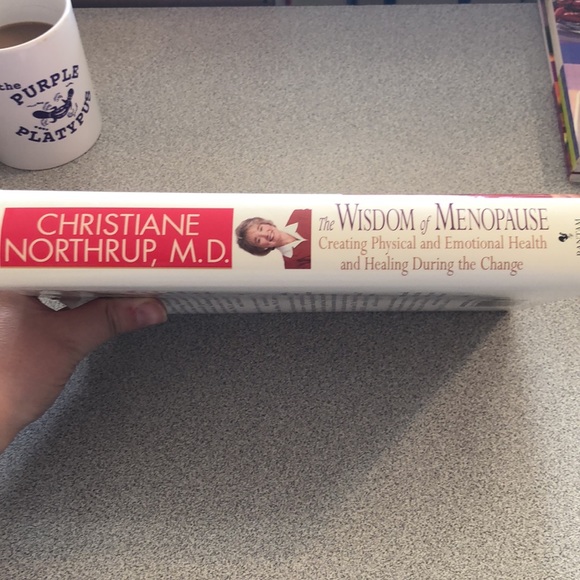 the
PURPLE
PLATYPUS
CHRISTIANE
NORTHRUP, M.D.
The WISDOM of MENOPAUSE
Creating Physical and Emotional Health
and Healing During the Change